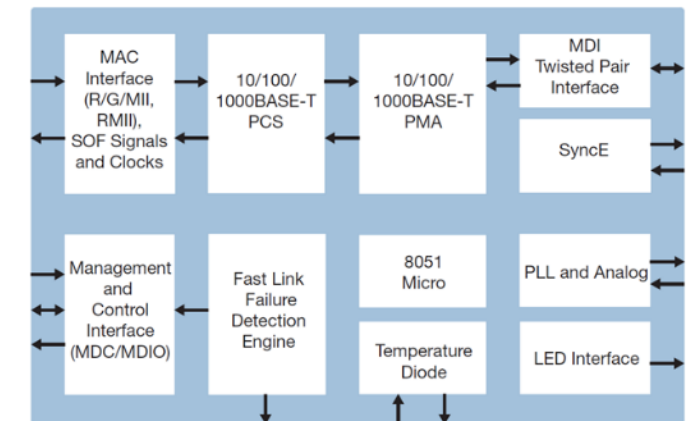 MAC
Interface
(R/G/MII,
RMII),
SOF Signals
and Clocks
10/100/
1000BASE-T
PCS
10/100/
1000BASE-T
PMA
MDI
Twisted Pair
Interface
SyncE
Management
and
Control
Interface
(MDC/MDIO)
Fast Link
Failure
Detection
Engine
8051
Micro
Temperature
Diode
PLL and Analog
LED Interface